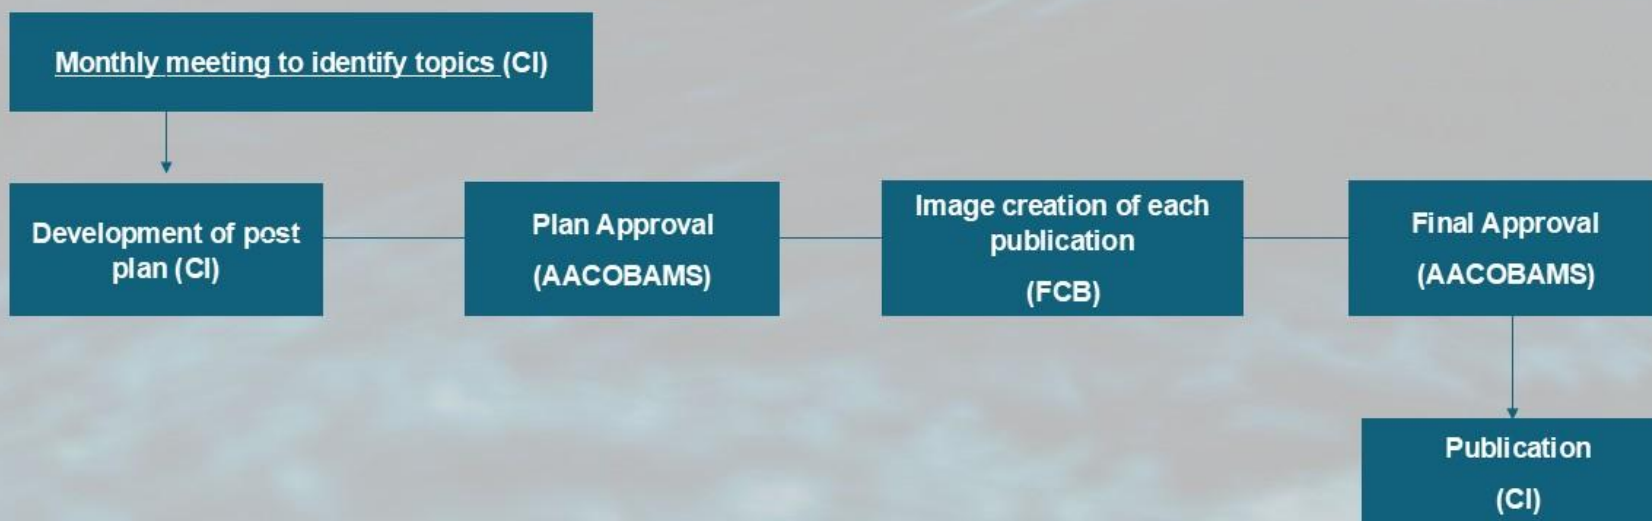 Monthly meeting to identify topics (CI)
Development of post
plan (CI)
Plan Approval
(AACOBAMS)
Image creation of each
publication
(FCB)
Final Approval
(AACOBAMS)
Publication
(CI)